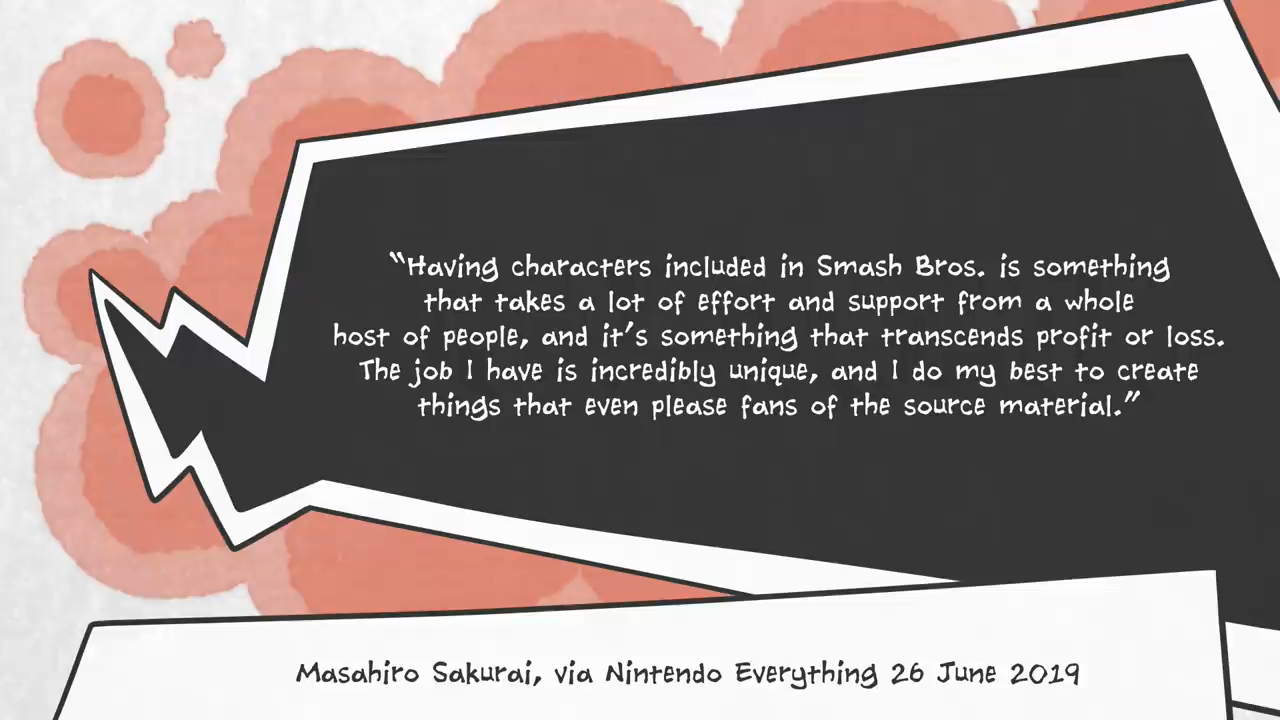 “Having characters included in Smash Bros. is something
that takes a lot of effort and support from a whole
host of people, and it’s something that transcends profit or loss.
The job I have is incredibly unique, and I do my best to create
things that even please fans of the source material.”
Masahiro Sakurai, via Nintendo Everything 26 June 2019